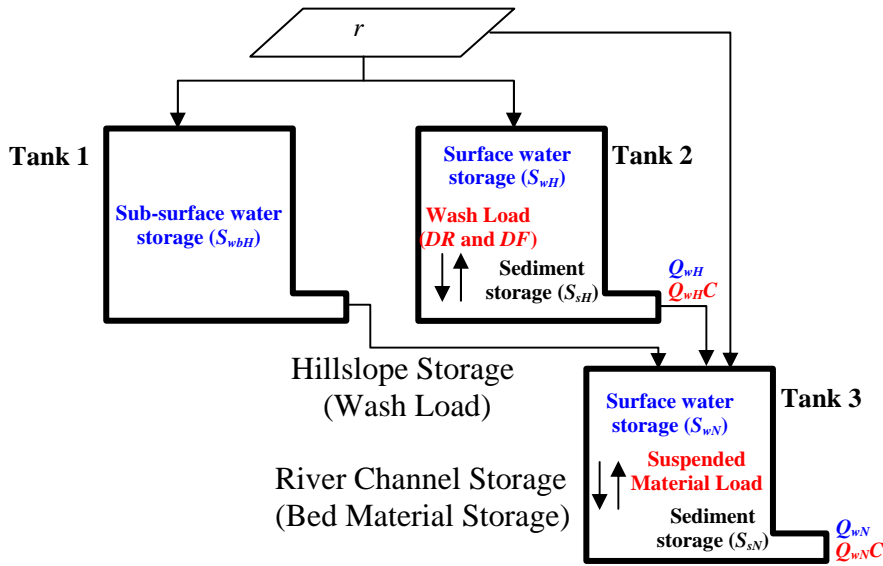 r
Tank 1
Sub-surface water
storage (SwbH)
Surface water
storage (SwH)
Wash Load
(DR and DF)
Sediment
storage (SsH)
Tank 2
QwH
QwHC
Hillslope Storage
(Wash Load)
Surface water
storage (SwN)
Suspended
Material Load
Sediment
storage (SsN)
Tank 3
River Channel Storage
(Bed Material Storage)
QwN
QwNC